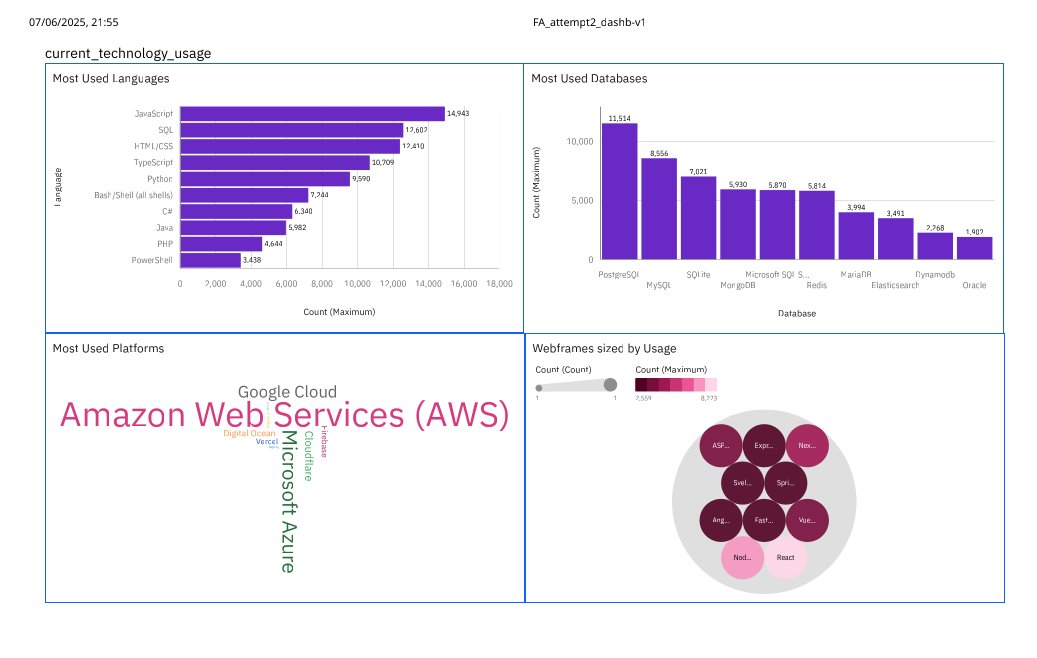 07/06/2025, 21:55
FA_attempt2_dashb-v1
current_technology_usage
Most Used Languages
Language
JavaScript 14,943
SQL 12,602
HTML/CSS 12,410
TypeScript 10,709
Python 9,590
Bash/Shell (all shells) 7,244
C# 6,340
Java 5,982
PHP 4,644
PowerShell 3,438
0 2,000 4,000 6,000 8,000 10,000 12,000 14,000 16,000 18,000
Count (Maximum)
Most Used Databases
Count (Maximum)
10,000
5,000
0
11,514 8,556 7,021 5,930 5,870 5,814 3,994 3,491 2,268 1,902
PostgreSQL SQLite Microsoft SQL S... MariaDB Dynamodb
MySQL MongoDB Redis Elasticsearch Oracle
Database
Most Used Platforms
Google Cloud
Amazon Web Services (AWS)
Digital Ocean
Vercel
Microsoft Azure
Cloudflare
Firebase
Webframes sized by Usage
Count (Count) Count (Maximum)
1 1 8,773
ASF... Expr... Nex...
Svel... Spri...
Ang... Fast... Vue...
Nod... React